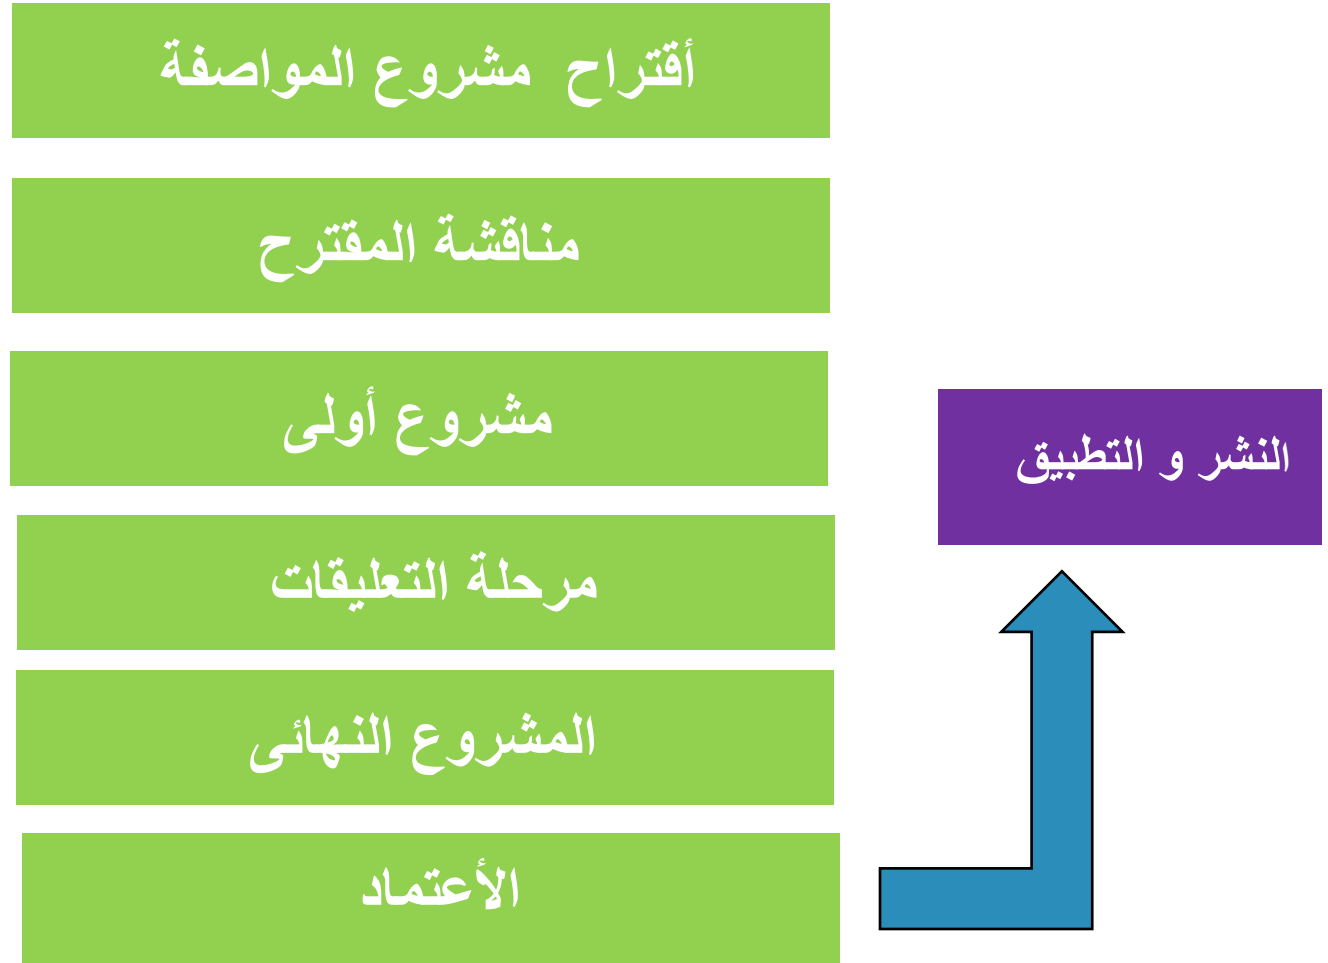 أقتراح مشروع المواصفة
مناقشة المقترح
مشروع أولى
مرحلة التعليقات
المشروع النهائى
الأعتماد
النشر و التطبيق